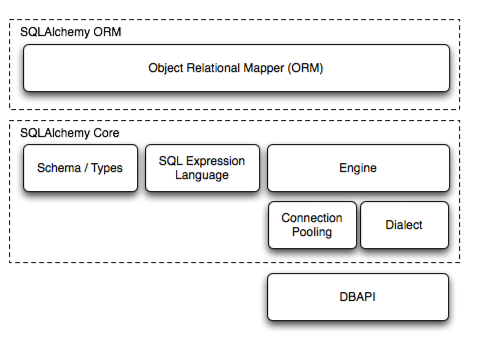 SQLAlchemy ORM
Object Relational Mapper (ORM)
SQLAlchemy Core
Schema / Types
SQL Expression
Language
Engine
Connection
Pooling
Dialect
DBAPI